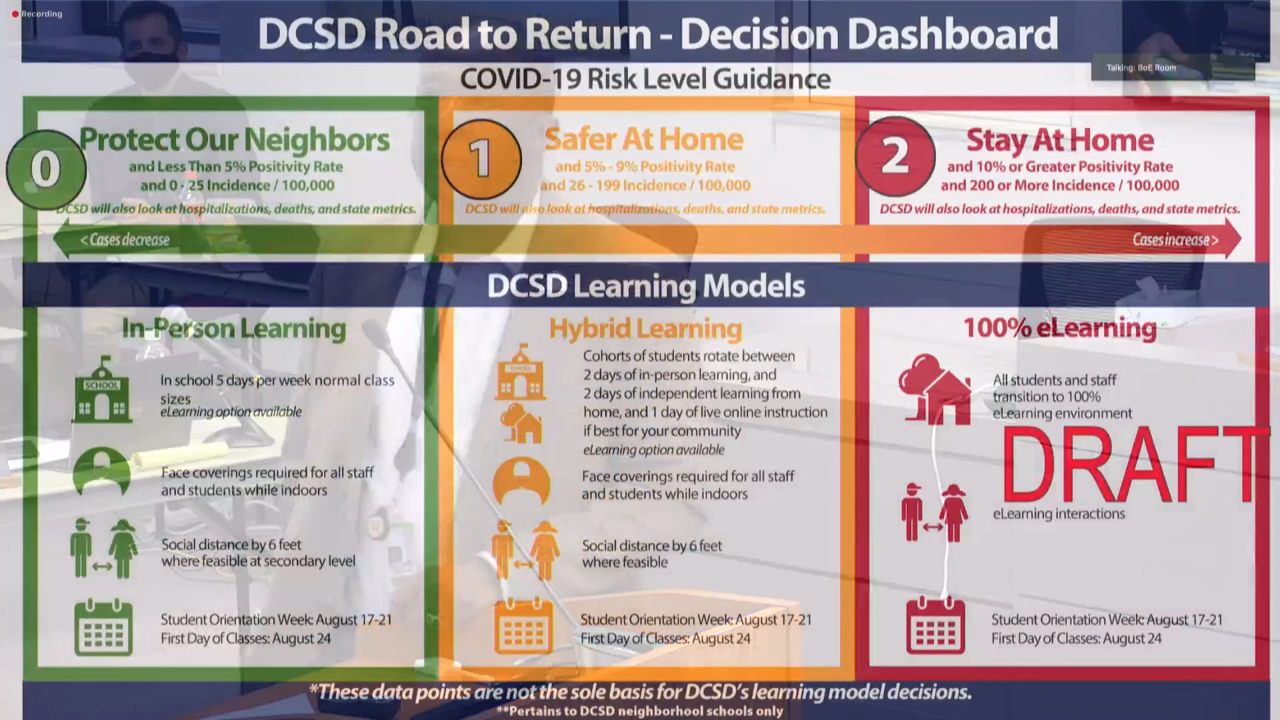 Recording
DCSD Road to Return - Decision Dashboard
Talking: BoE Room
COVID-19 Risk Level Guidance
0
Protect Our Neighbors
and Less Than 5% Positivity Rate
and 0 - 25 Incidence / 100,000
DCSD will also look at hospitalizations, deaths, and state metrics.
1
Safer At Home
and 5% - 9% Positivity Rate
and 26 - 199 Incidence / 100,000
DCSD will also look at hospitalizations, deaths, and state metrics.
2
Stay At Home
and 10% or Greater Positivity Rate
and 200 or More Incidence / 100,000
DCSD will also look at hospitalizations, deaths, and state metrics.
< Cases decrease
Cases increase >
DCSD Learning Models
In-Person Learning
SCHOOL
In school 5 days per week normal class
sizes
eLearning option available
Face coverings required for all staff
and students while indoors
Social distance by 6 feet
where feasible at secondary level
Student Orientation Week: August 17-21
First Day of Classes: August 24
Hybrid Learning
SCHOOL
Cohorts of students rotate between
2 days of in-person learning, and
2 days of independent learning from
home, and 1 day of live online instruction
if best for your community
eLearning option available
Face coverings required for all staff
and students while indoors
Social distance by 6 feet
where feasible
Student Orientation Week: August 17-21
First Day of Classes: August 24
100% eLearning
All students and staff
transition to 100%
eLearning environment
DRAFT
eLearning interactions
Student Orientation Week: August 17-21
First Day of Classes: August 24
*These data points are not the sole basis for DCSD's learning model decisions.
**Pertains to DCSD neighborhool schools only